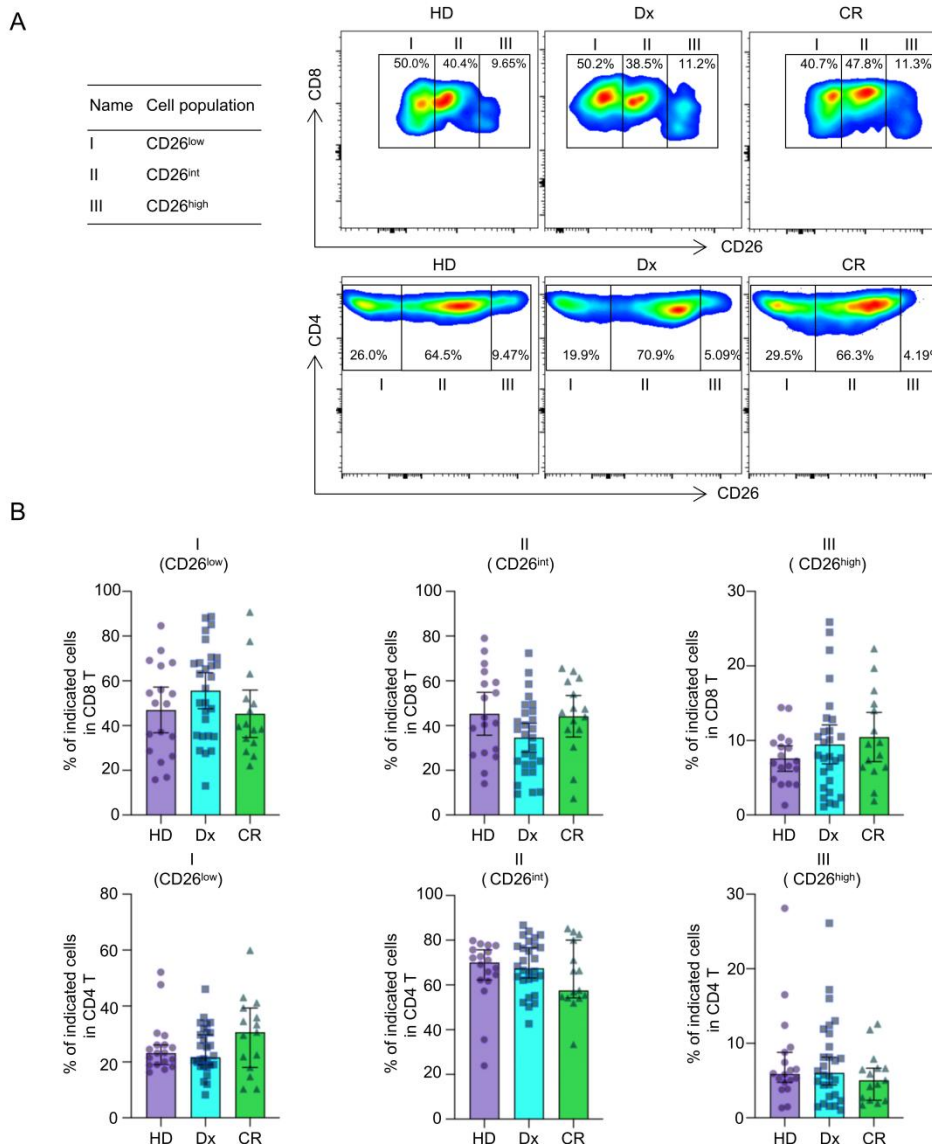 A
Name Cell population
I CD26low
II CD26int
III CD26high
HD Dx CR
CD8
I II III
50.0% 40.4% 9.65%
I II III
50.2% 38.5% 11.2%
I II III
40.7% 47.8% 11.3%
CD26
HD Dx CR
CD4
26.0% 64.5% 9.47%
I II III
19.9% 70.9% 5.09%
I II III
29.5% 66.3% 4.19%
I II III
CD26
B
I
(CD26low)
% of indicated cells
in CD8 T
100
80
60
40
20
0
HD Dx CR
II
( CD26int)
% of indicated cells
in CD8 T
100
80
60
40
20
0
HD Dx CR
III
( CD26high)
% of indicated cells
in CD8 T
30
20
10
0
HD Dx CR
I
(CD26low)
% of indicated cells
in CD4 T
80
60
40
20
0
HD Dx CR
II
( CD26int)
% of indicated cells
in CD4 T
100
80
60
40
20
0
HD Dx CR
III
( CD26high)
% of indicated cells
in CD4 T
30
20
10
0
HD Dx CR